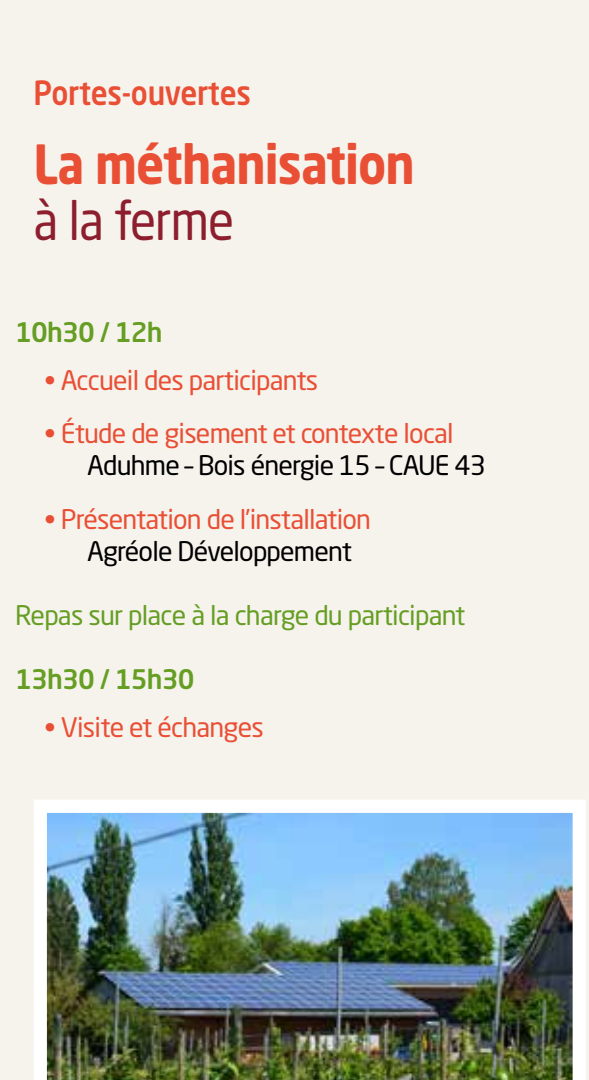 Portes-ouvertes
La méthanisation
à la ferme
10h30 / 12h
• Accueil des participants
• Étude de gisement et contexte local
Aduhme – Bois énergie 15 – CAUE 43
• Présentation de l'installation
Agréole Développement
Repas sur place à la charge du participant
13h30 / 15h30
• Visite et échanges